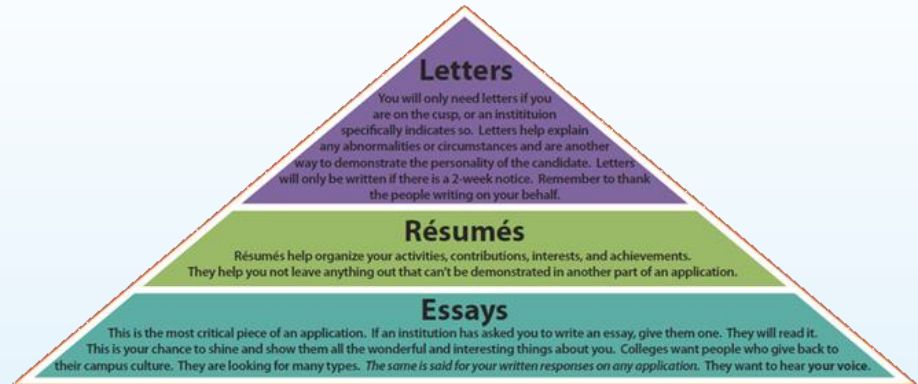 Letters
You will only need letters if you
are on the cusp, or an instituition
specifically indicates so. Letters help explain
any abnormalities or circumstances and are another
way to demonstrate the personality of the candidate. Letters
will only be written if there is a 2-week notice. Remember to thank
the people writing on your behalf.
Résumés
Résumés help organize your activities, contributions, interests, and achievements.
They help you not leave anything out that can't be demonstrated in another part of an application.
Essays
This is the most critical piece of an application. If an institution has asked you to write an essay, give them one. They will read it.
This is your chance to shine and show them all the wonderful and interesting things about you. Colleges want people who give back to
their campus culture. They are looking for many types. The same is said for your written responses on any application. They want to hear your voice.